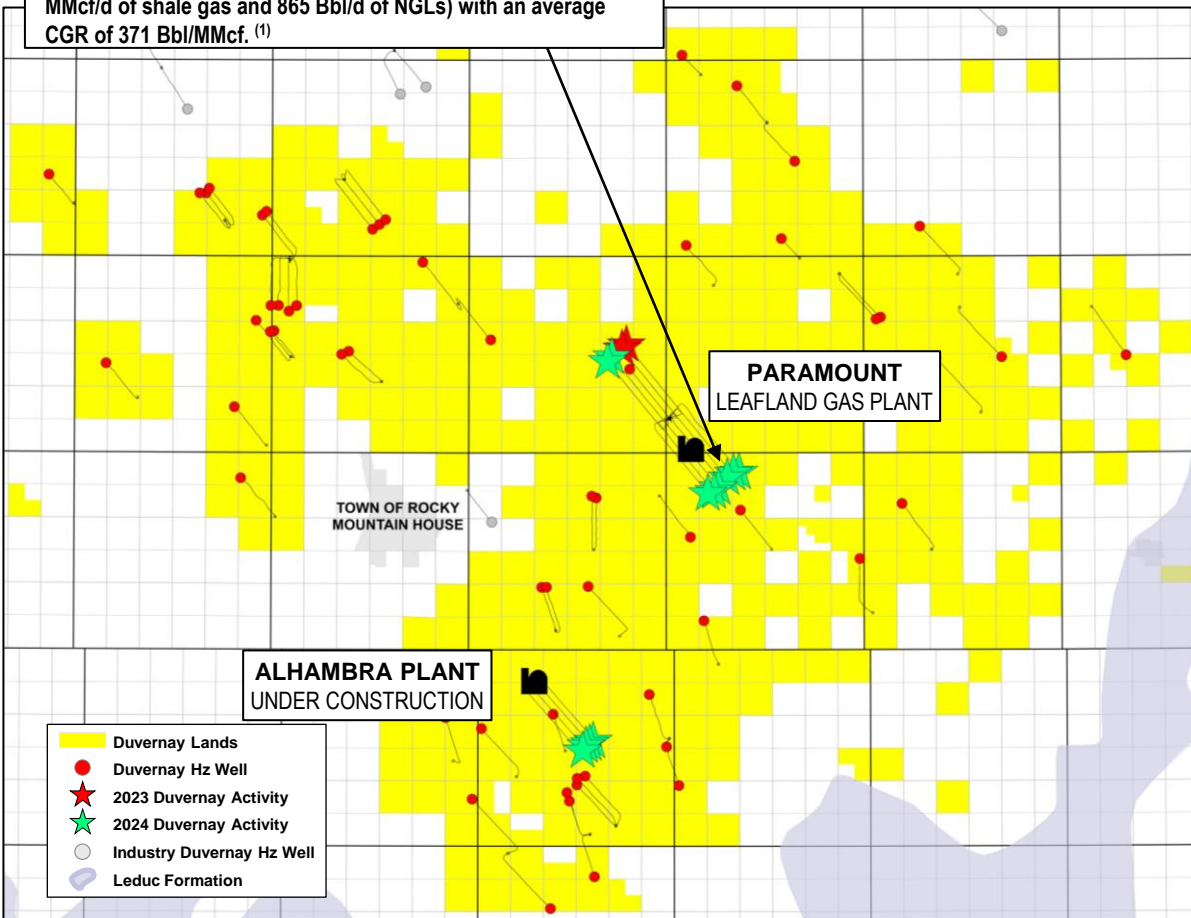 MMcf/d of shale gas and 865 Bbl/d of NGLs) with an average
CGR of 371 Bbl/MMcf. (1)
PARAMOUNT
LEAFLAND GAS PLANT
TOWN OF ROCKY
MOUNTAIN HOUSE
ALHAMBRA PLANT
UNDER CONSTRUCTION
Duvernay Lands
Duvernay Hz Well
2023 Duvernay Activity
2024 Duvernay Activity
Industry Duvernay Hz Well
Leduc Formation